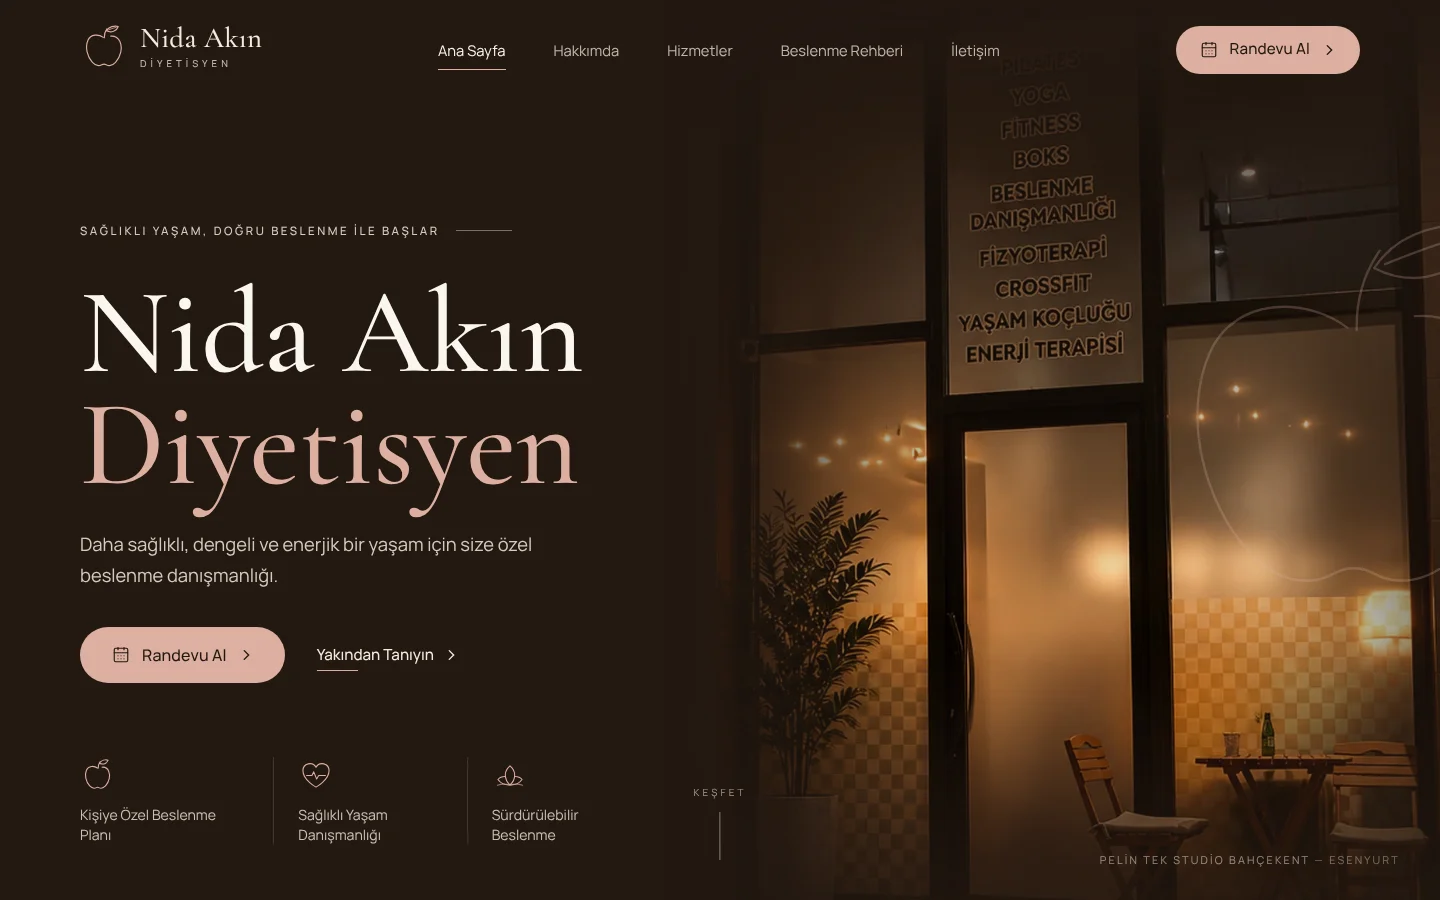 Nida Akın
DİYETİSYEN
Ana Sayfa
Hakkımda
Hizmetler
Beslenme Rehberi
İletişim
Randevu Al
YOGA
FİTNESS
BOKS
BESLENME
DANIŞMANLIĞI
FİZYOTERAPİ
CROSSFIT
YAŞAM KOÇLUĞU
ENERJİ TERAPİSİ
SAĞLIKLI YAŞAM, DOĞRU BESLENME İLE BAŞLAR
Nida Akın
Diyetisyen
Daha sağlıklı, dengeli ve enerjik bir yaşam için size özel
beslenme danışmanlığı.
Randevu Al
Yakından Tanıyın
Kişiye Özel Beslenme
Planı
Sağlıklı Yaşam
Danışmanlığı
Sürdürülebilir
Beslenme
KEŞFET
PELİN TEK STUDİO BAHÇEKENT — ESENYURT